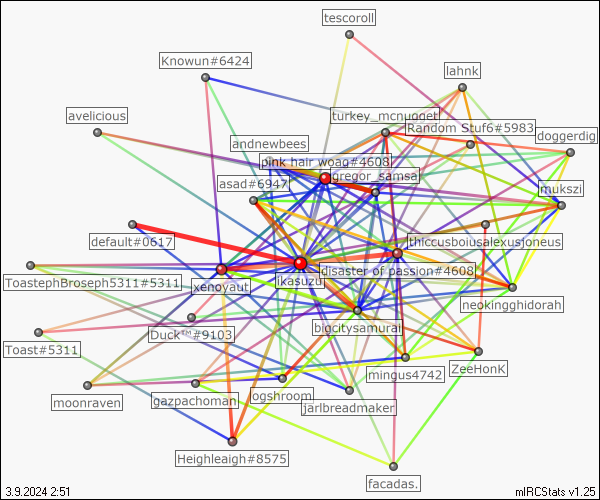 tescoroll
Knowun#6424
lahnk
avelicious
turkey_mcnugget
Random Stuf6#5983
andnewbees
doggerdig
pink hair woag#4608
gregor_samsa
asad#6947
mukszi
default#0617
thiccusboiusalexusjoneus
ToastephBroseph5311#5311
xenoyaut
ikasuzu
disaster of passion#4608
neokingghidorah
Toast#5311
Duck™#9103
bigcitysamurai
mingus4742
ZeeHonK
moonraven
gazpachoman
ogshroom
jarlbreadmaker
Heighleaigh#8575
facadas.
3.9.2024 2:51
mIRCStats v1.25